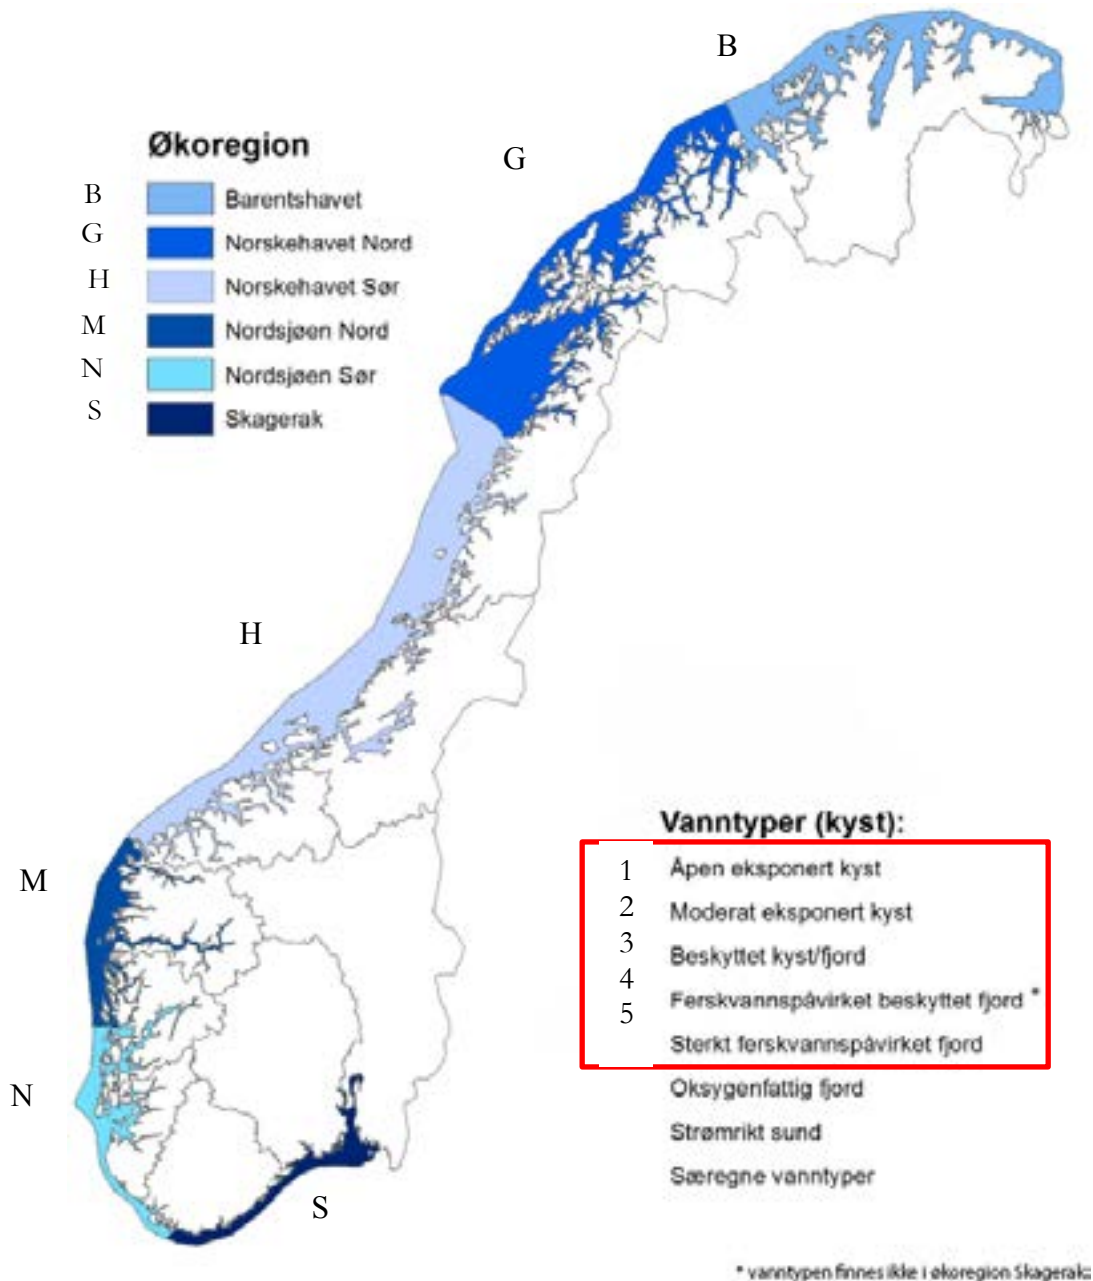 B
G
Økoregion
B Barentshavet
G Norskehavet Nord
H Norskehavet Sør
M Nordsjøen Nord
N Nordsjøen Sør
S Skagerak
H
M
N
S
Vanntyper (kyst):
1 Åpen eksponert kyst
2 Moderat eksponert kyst
3 Beskyttet kyst/fjord
4 Ferskvannspåvirket beskyttet fjord *
5 Sterkt ferskvannspåvirket fjord
Oksygenfattig fjord
Strømrikt sund
Særegne vanntyper
* vanntypen finnes ikke i økoregion Skagerak